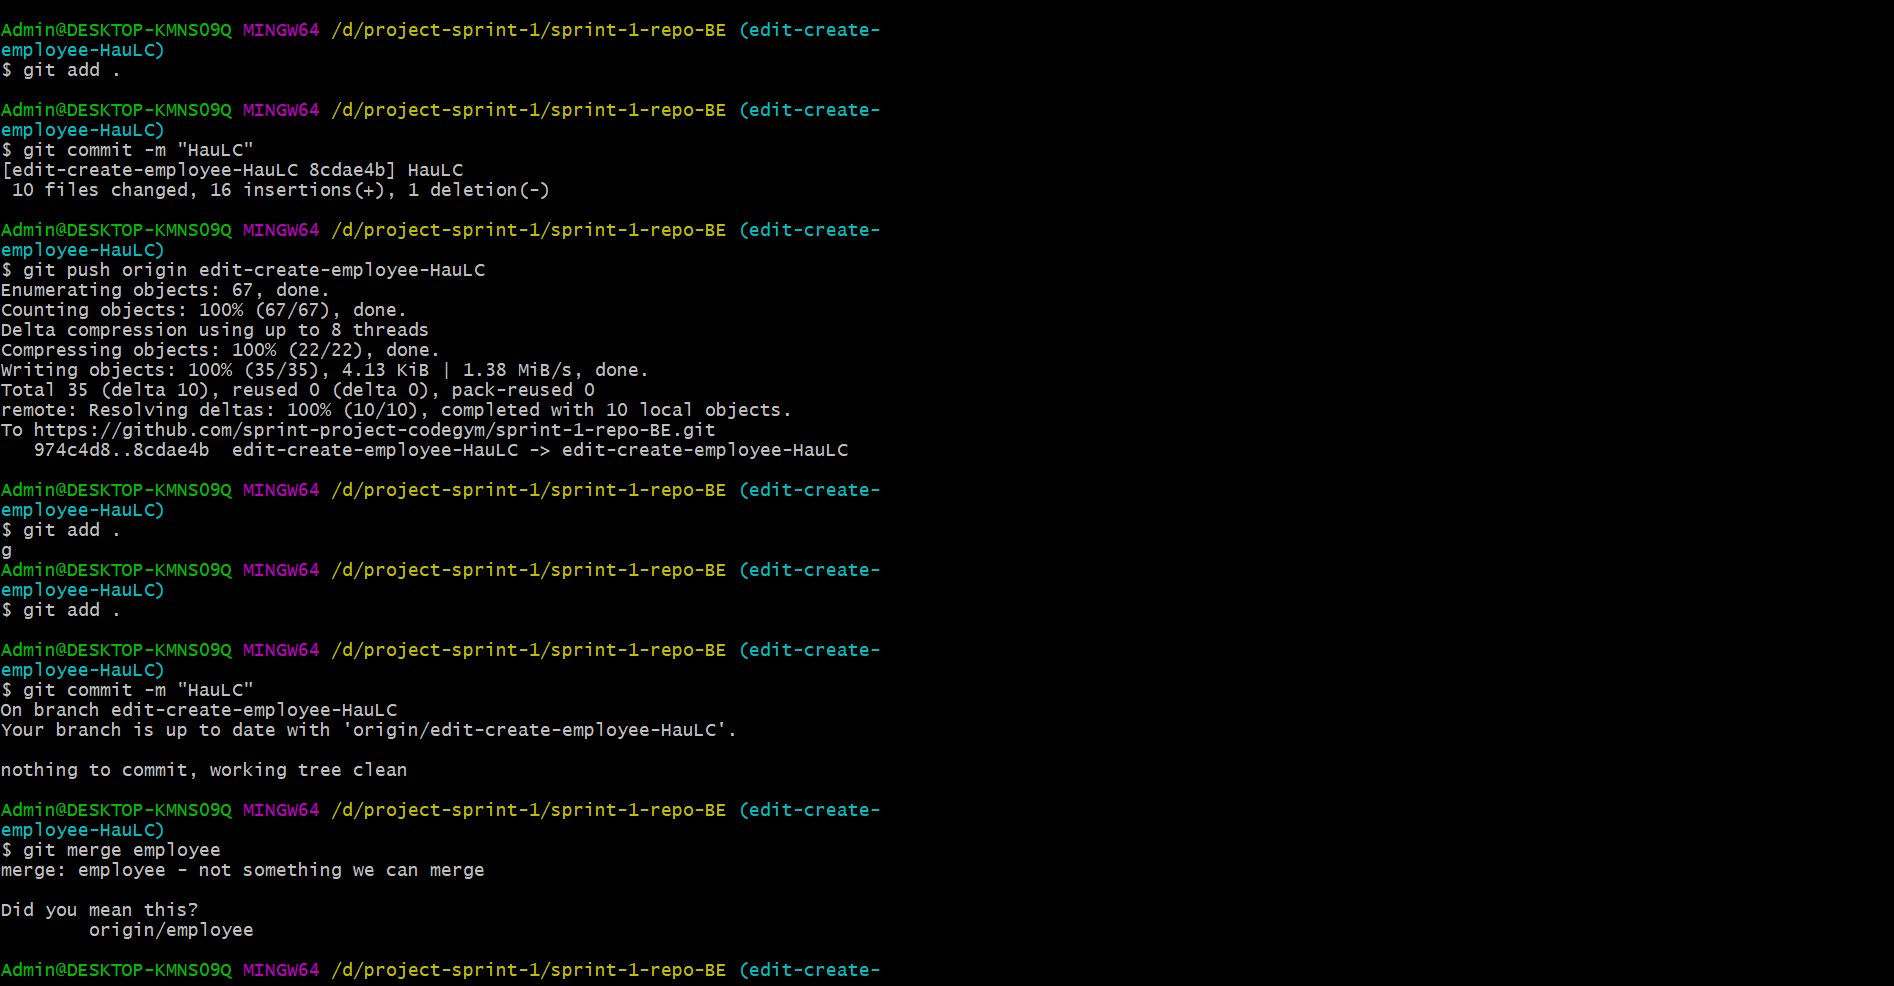 Admin@DESKTOP-KMNS09Q MINGW64 /d/project-sprint-1/sprint-1-repo-BE (edit-create-
employee-HauLC)
$ git add .
Admin@DESKTOP-KMNS09Q MINGW64 /d/project-sprint-1/sprint-1-repo-BE (edit-create-
employee-HauLC)
$ git commit -m "HauLC"
[edit-create-employee-HauLC 8cdae4b] HauLC
 10 files changed, 16 insertions(+), 1 deletion(-)
Admin@DESKTOP-KMNS09Q MINGW64 /d/project-sprint-1/sprint-1-repo-BE (edit-create-
employee-HauLC)
$ git push origin edit-create-employee-HauLC
Enumerating objects: 67, done.
Counting objects: 100% (67/67), done.
Delta compression using up to 8 threads
Compressing objects: 100% (22/22), done.
Writing objects: 100% (35/35), 4.13 KiB | 1.38 MiB/s, done.
Total 35 (delta 10), reused 0 (delta 0), pack-reused 0
remote: Resolving deltas: 100% (10/10), completed with 10 local objects.
To https://github.com/sprint-project-codegym/sprint-1-repo-BE.git
   974c4d8..8cdae4b  edit-create-employee-HauLC -> edit-create-employee-HauLC
Admin@DESKTOP-KMNS09Q MINGW64 /d/project-sprint-1/sprint-1-repo-BE (edit-create-
employee-HauLC)
$ git add .
g
Admin@DESKTOP-KMNS09Q MINGW64 /d/project-sprint-1/sprint-1-repo-BE (edit-create-
employee-HauLC)
$ git add .
Admin@DESKTOP-KMNS09Q MINGW64 /d/project-sprint-1/sprint-1-repo-BE (edit-create-
employee-HauLC)
$ git commit -m "HauLC"
On branch edit-create-employee-HauLC
Your branch is up to date with 'origin/edit-create-employee-HauLC'.
nothing to commit, working tree clean
Admin@DESKTOP-KMNS09Q MINGW64 /d/project-sprint-1/sprint-1-repo-BE (edit-create-
employee-HauLC)
$ git merge employee
merge: employee - not something we can merge
Did you mean this?
        origin/employee
Admin@DESKTOP-KMNS09Q MINGW64 /d/project-sprint-1/sprint-1-repo-BE (edit-create-